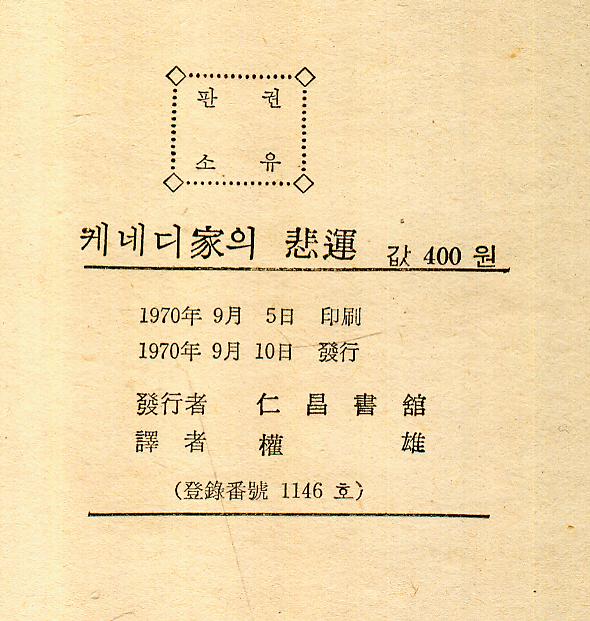 판 권
소 유
케네디家의 悲運 값 400 원
1970年 9月 5日 印刷
1970年 9月 10日 發行
發行者 仁昌書舘
譯者 權雄
(登錄番號 1146 호)